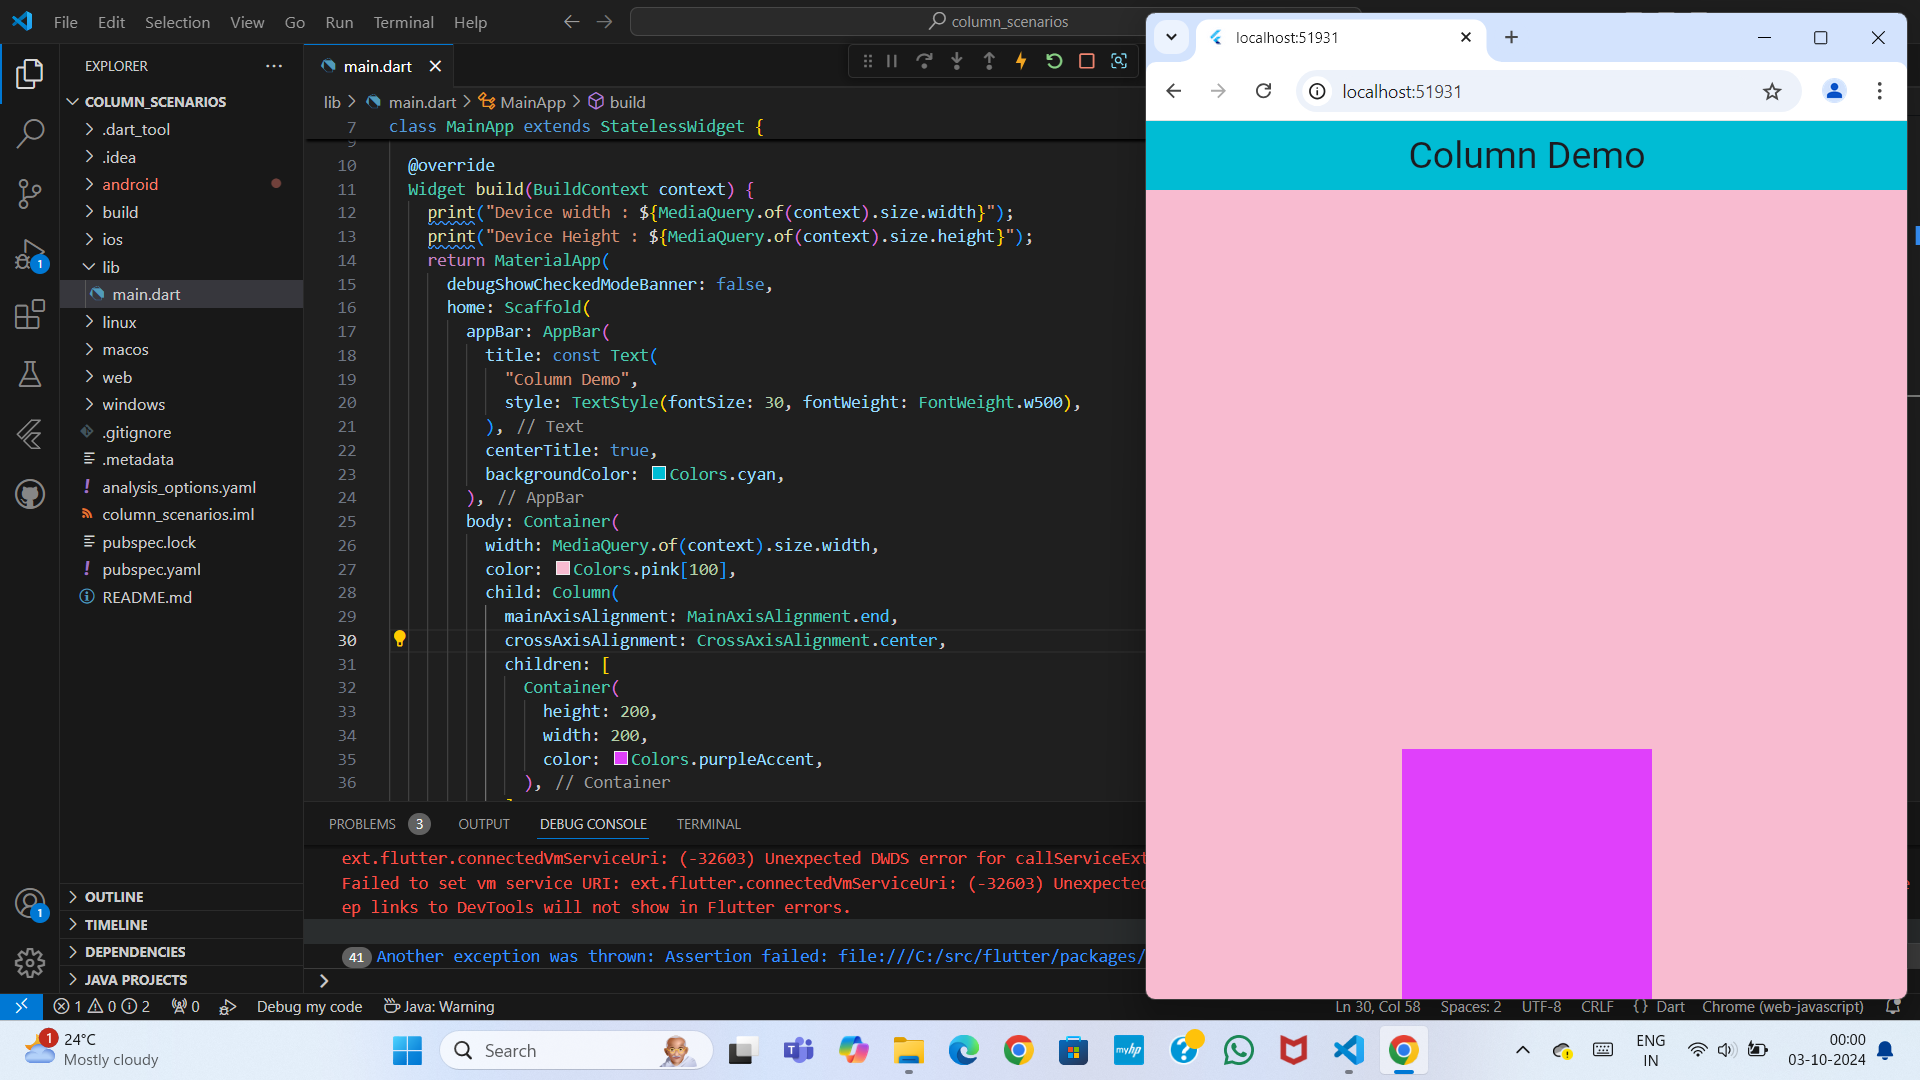 File Edit Selection View Go Run Terminal Help
column_scenarios
EXPLORER
COLUMN_SCENARIOS
.dart_tool
.idea
android
build
ios
lib
main.dart
linux
macos
web
windows
.gitignore
.metadata
analysis_options.yaml
column_scenarios.iml
pubspec.lock
pubspec.yaml
README.md
OUTLINE
TIMELINE
DEPENDENCIES
JAVA PROJECTS
1
1
main.dart
lib > main.dart > MainApp > build
7 class MainApp extends StatelessWidget {
9
10 @override
11 Widget build(BuildContext context) {
12 print("Device width : ${MediaQuery.of(context).size.width}");
13 print("Device Height : ${MediaQuery.of(context).size.height}");
14 return MaterialApp(
15 debugShowCheckedModeBanner: false,
16 home: Scaffold(
17 appBar: AppBar(
18 title: const Text(
19 "Column Demo",
20 style: TextStyle(fontSize: 30, fontWeight: FontWeight.w500),
21 ), // Text
22 centerTitle: true,
23 backgroundColor: Colors.cyan,
24 ), // AppBar
25 body: Container(
26 width: MediaQuery.of(context).size.width,
27 color: Colors.pink[100],
28 child: Column(
29 mainAxisAlignment: MainAxisAlignment.end,
30 crossAxisAlignment: CrossAxisAlignment.center,
31 children: [
32 Container(
33 height: 200,
34 width: 200,
35 color: Colors.purpleAccent,
36 ), // Container
PROBLEMS 3 OUTPUT DEBUG CONSOLE TERMINAL
ext.flutter.connectedVmServiceUri: (-32603) Unexpected DWDS error for callServiceExt
Failed to set vm service URI: ext.flutter.connectedVmServiceUri: (-32603) Unexpected e
ep links to DevTools will not show in Flutter errors.
41 Another exception was thrown: Assertion failed: file:///C:/src/flutter/packages/
localhost:51931
localhost:51931
Column Demo
1 0 2 0 Debug my code Java: Warning Ln 30, Col 58 Spaces: 2 UTF-8 CRLF {} Dart Chrome (web-javascript)
1 24°C
Mostly cloudy
Search
myhp
ENG
IN
00:00
03-10-2024